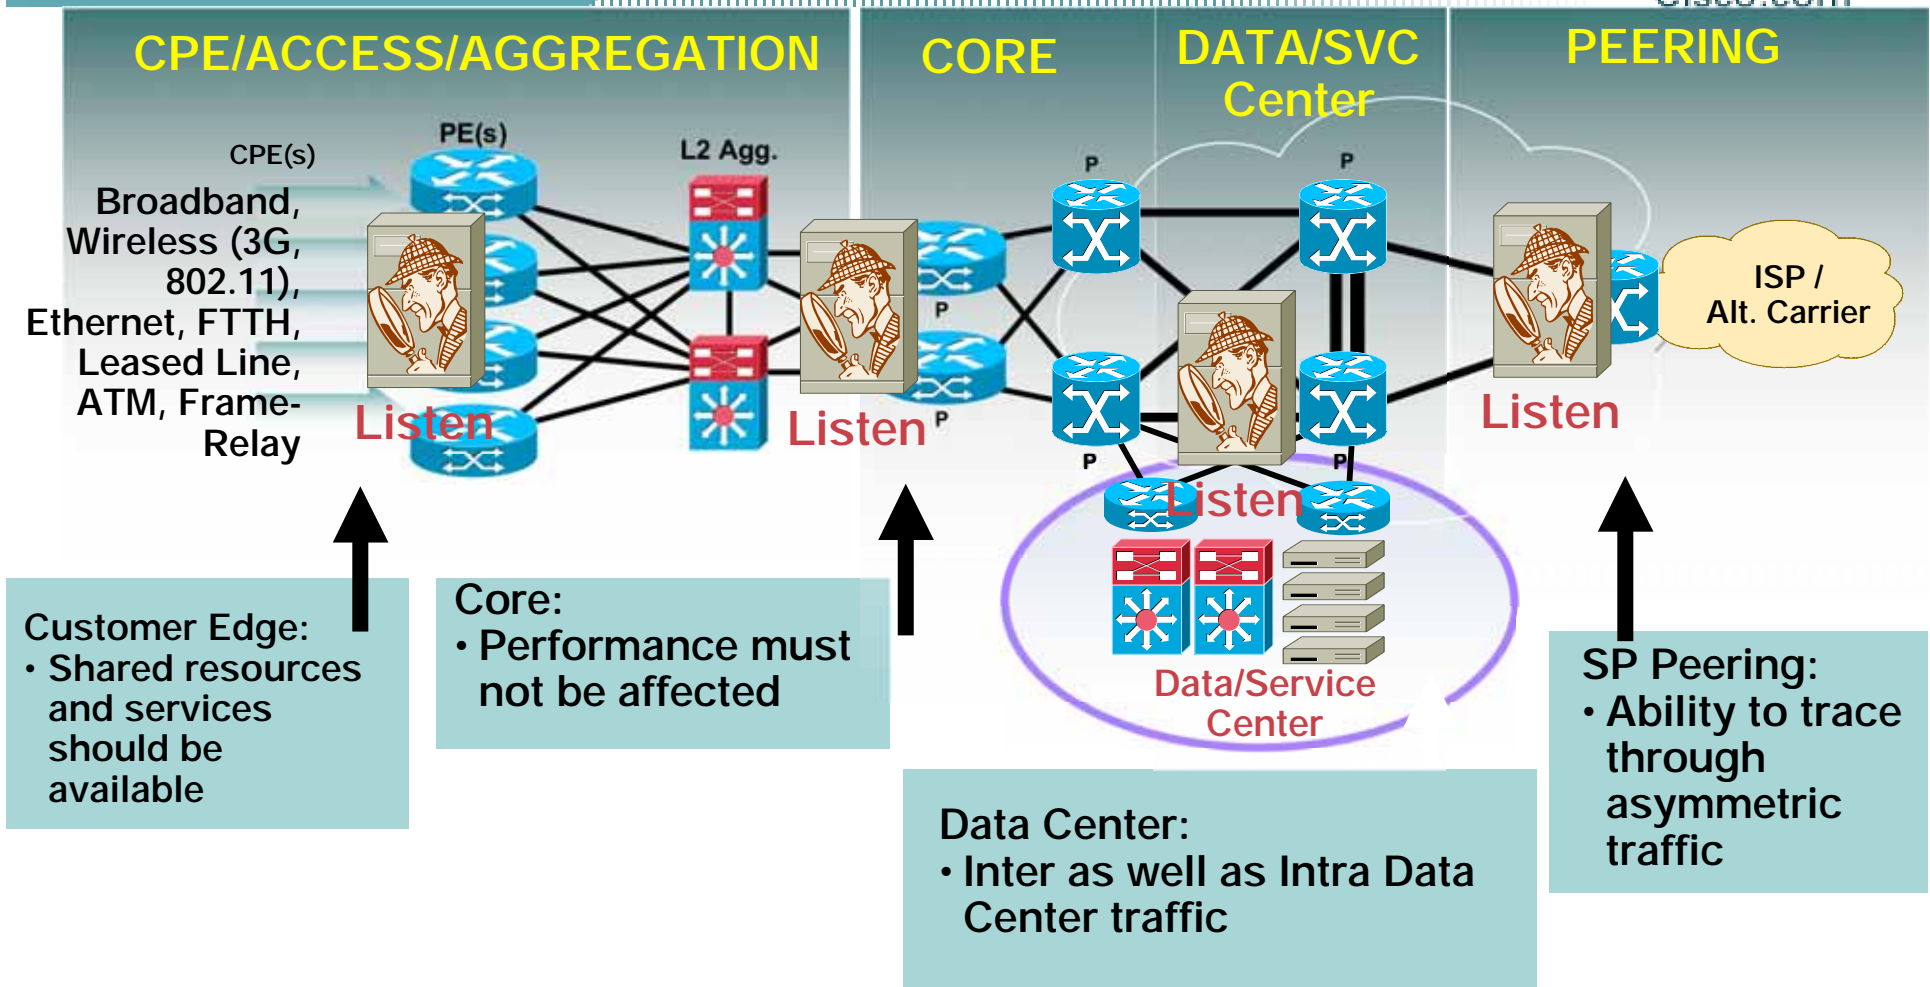 Cisco.com
CPE/ACCESS/AGGREGATION
CORE
DATA/SVC
Center
PEERING
CPE(s)
Broadband,
Wireless (3G,
802.11),
Ethernet, FTTH,
Leased Line,
ATM, Frame-
Relay
PE(s)
L2 Agg.
P
P
P
P
P
P
ISP /
Alt. Carrier
Listen
Listen
Listen
Listen
Data/Service
Center
Customer Edge:
• Shared resources
and services
should be
available
Core:
• Performance must
not be affected
Data Center:
• Inter as well as Intra Data
Center traffic
SP Peering:
• Ability to trace
through
asymmetric
traffic